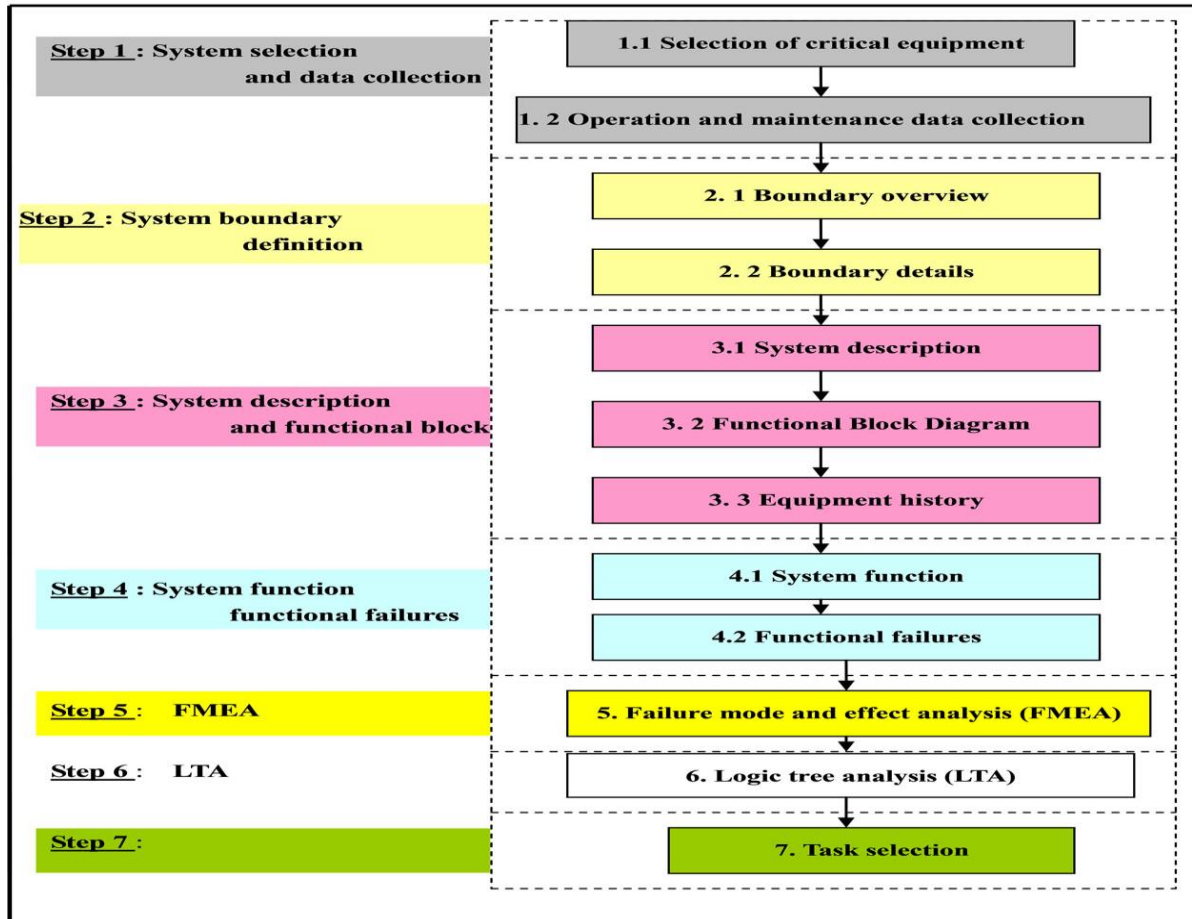 Step 1 : System selection
and data collection
1.1 Selection of critical equipment
1. 2 Operation and maintenance data collection
Step 2 : System boundary
definition
2. 1 Boundary overview
2. 2 Boundary details
Step 3 : System description
and functional block
3.1 System description
3. 2 Functional Block Diagram
3. 3 Equipment history
Step 4 : System function
functional failures
4.1 System function
4.2 Functional failures
Step 5 : FMEA
5. Failure mode and effect analysis (FMEA)
Step 6 : LTA
6. Logic tree analysis (LTA)
Step 7 :
7. Task selection